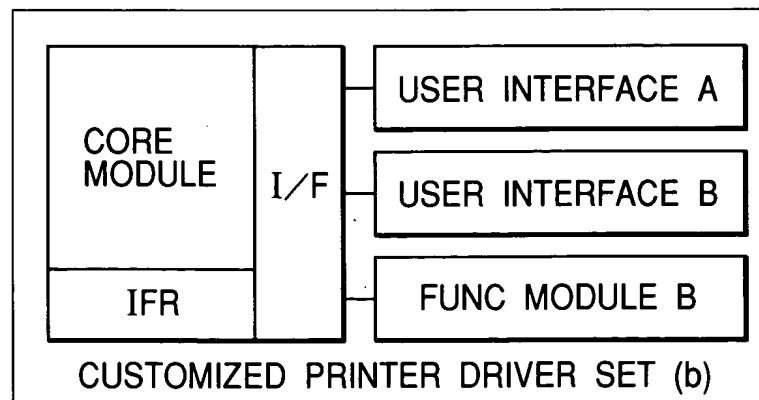 CORE
MODULE
IFR
I/F
USER INTERFACE A
USER INTERFACE B
FUNC MODULE B
CUSTOMIZED PRINTER DRIVER SET (b)